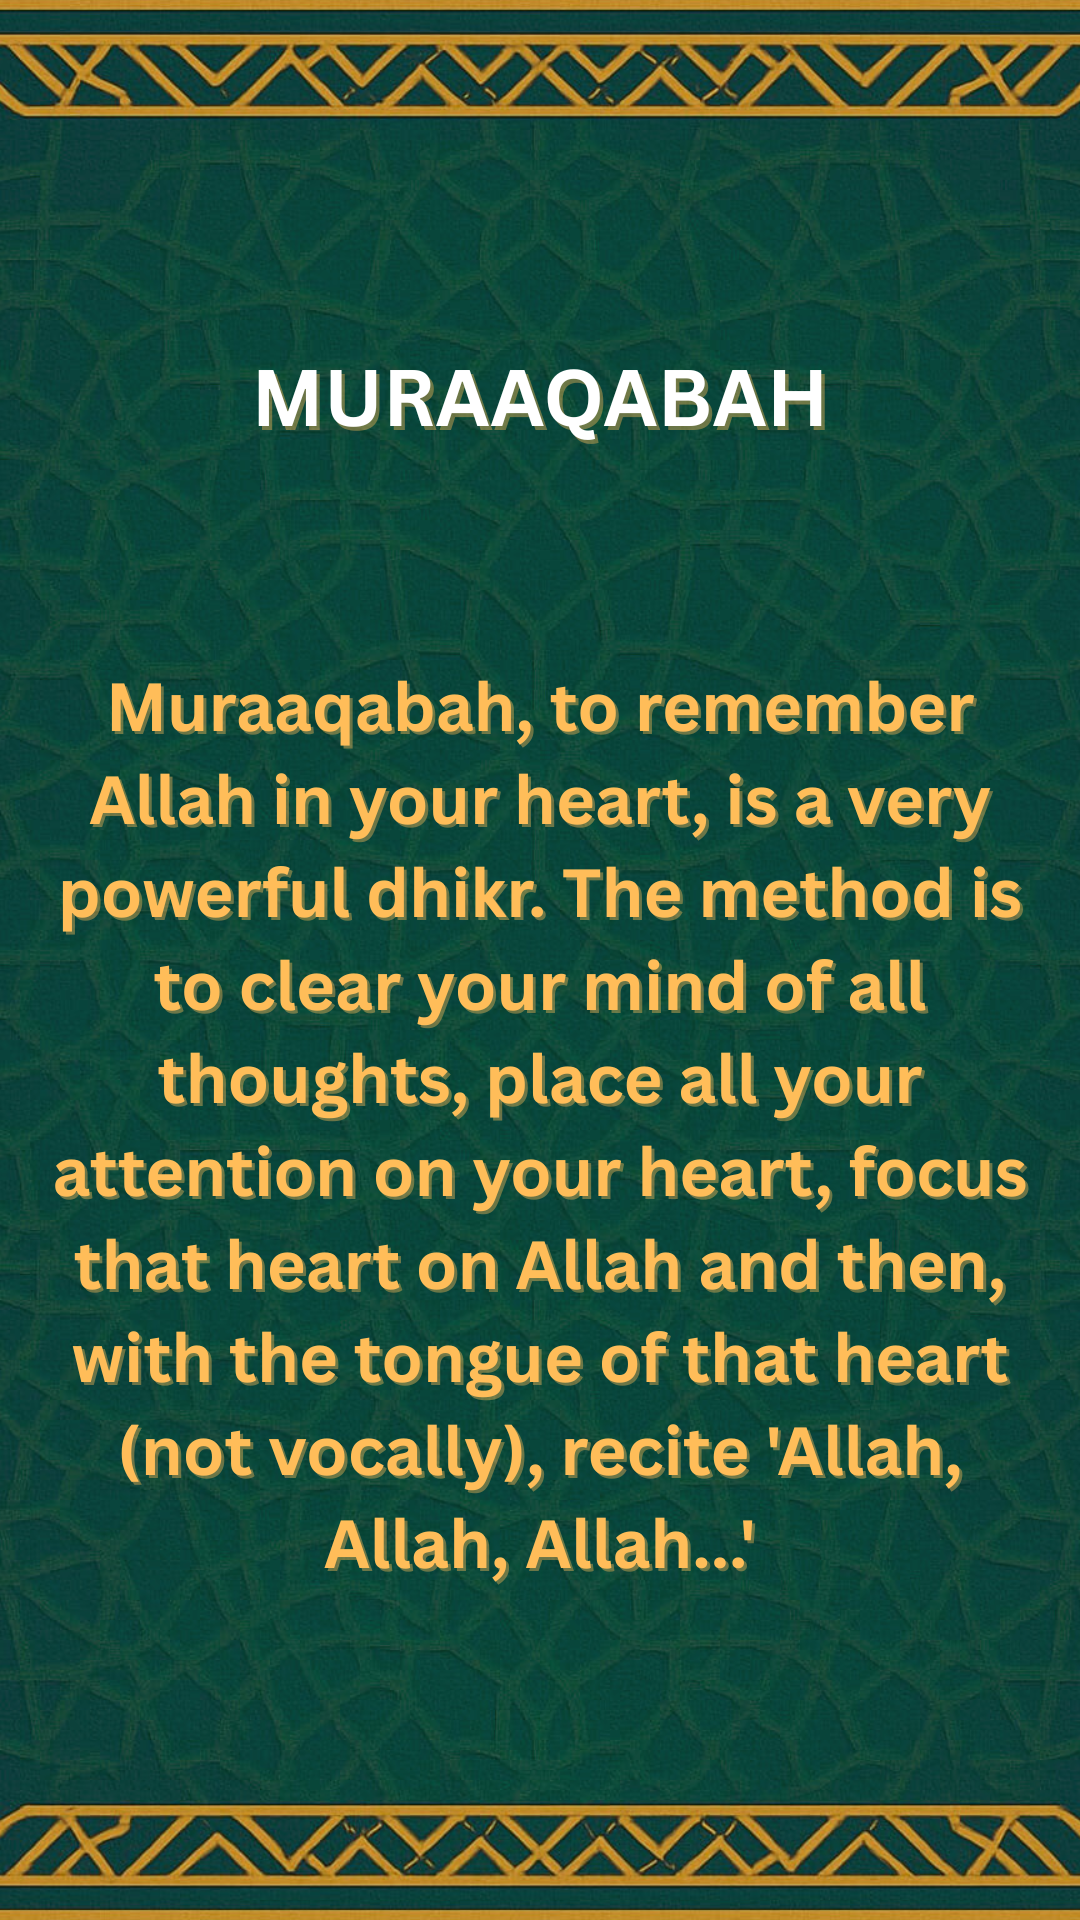 MURAAQABAH
Muraaqabah, to remember
Allah in your heart, is a very
powerful dhikr. The method is
to clear your mind of all
thoughts, place all your
attention on your heart, focus
that heart on Allah and then,
with the tongue of that heart
(not vocally), recite 'Allah,
Allah, Allah...'